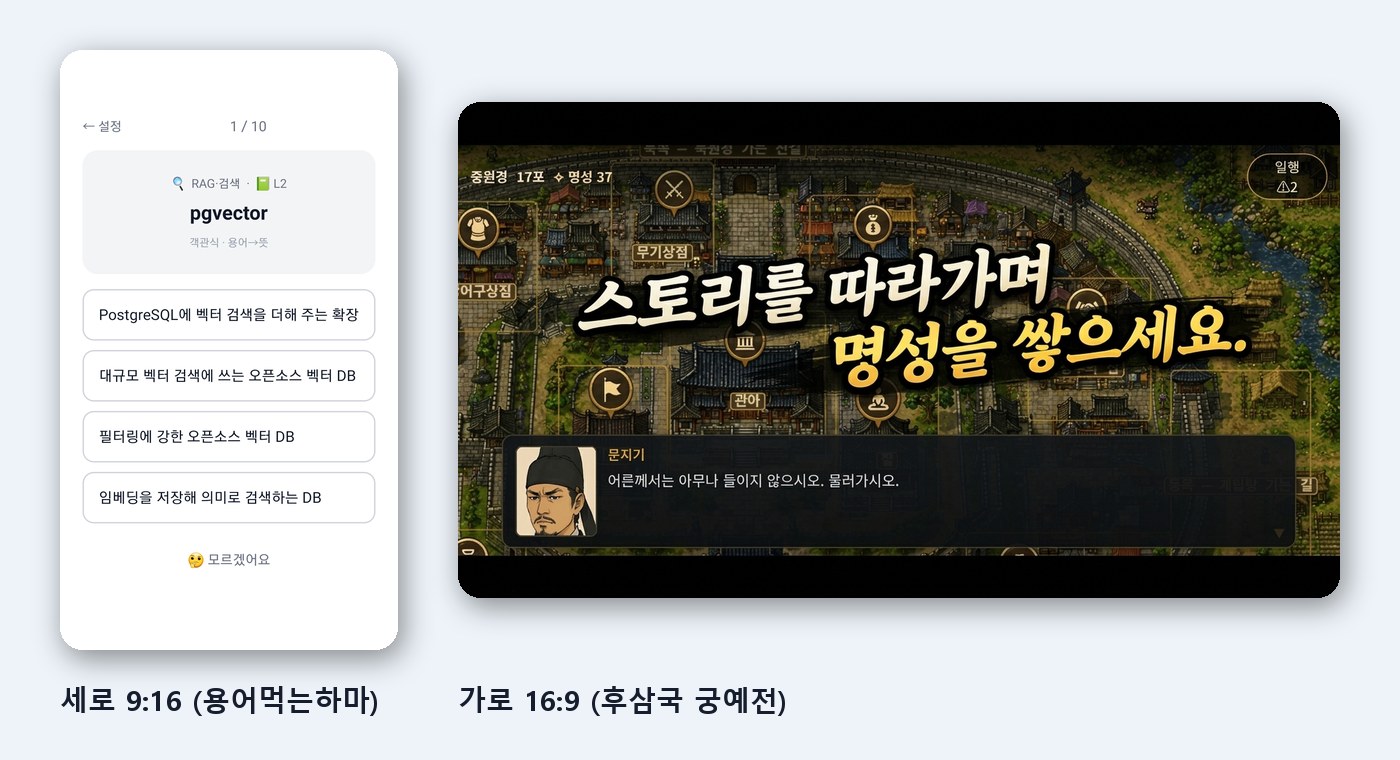 ← 설정
1 / 10
RAG·검색 · L2
pgvector
객관식 · 용어→뜻
PostgreSQL에 벡터 검색을 더해 주는 확장
대규모 벡터 검색에 쓰는 오픈소스 벡터 DB
필터링에 강한 오픈소스 벡터 DB
임베딩을 저장해 의미로 검색하는 DB
모르겠어요
세로 9:16 (용어먹는하마)
중원경 17포 ✧ 명성 37
일행
⚠2
무기상점
스토리를 따라가며
명성을 쌓으세요.
관아
문지기
어른께서는 아무나 들이지 않으시오. 물러가시오.
길
가로 16:9 (후삼국 궁예전)